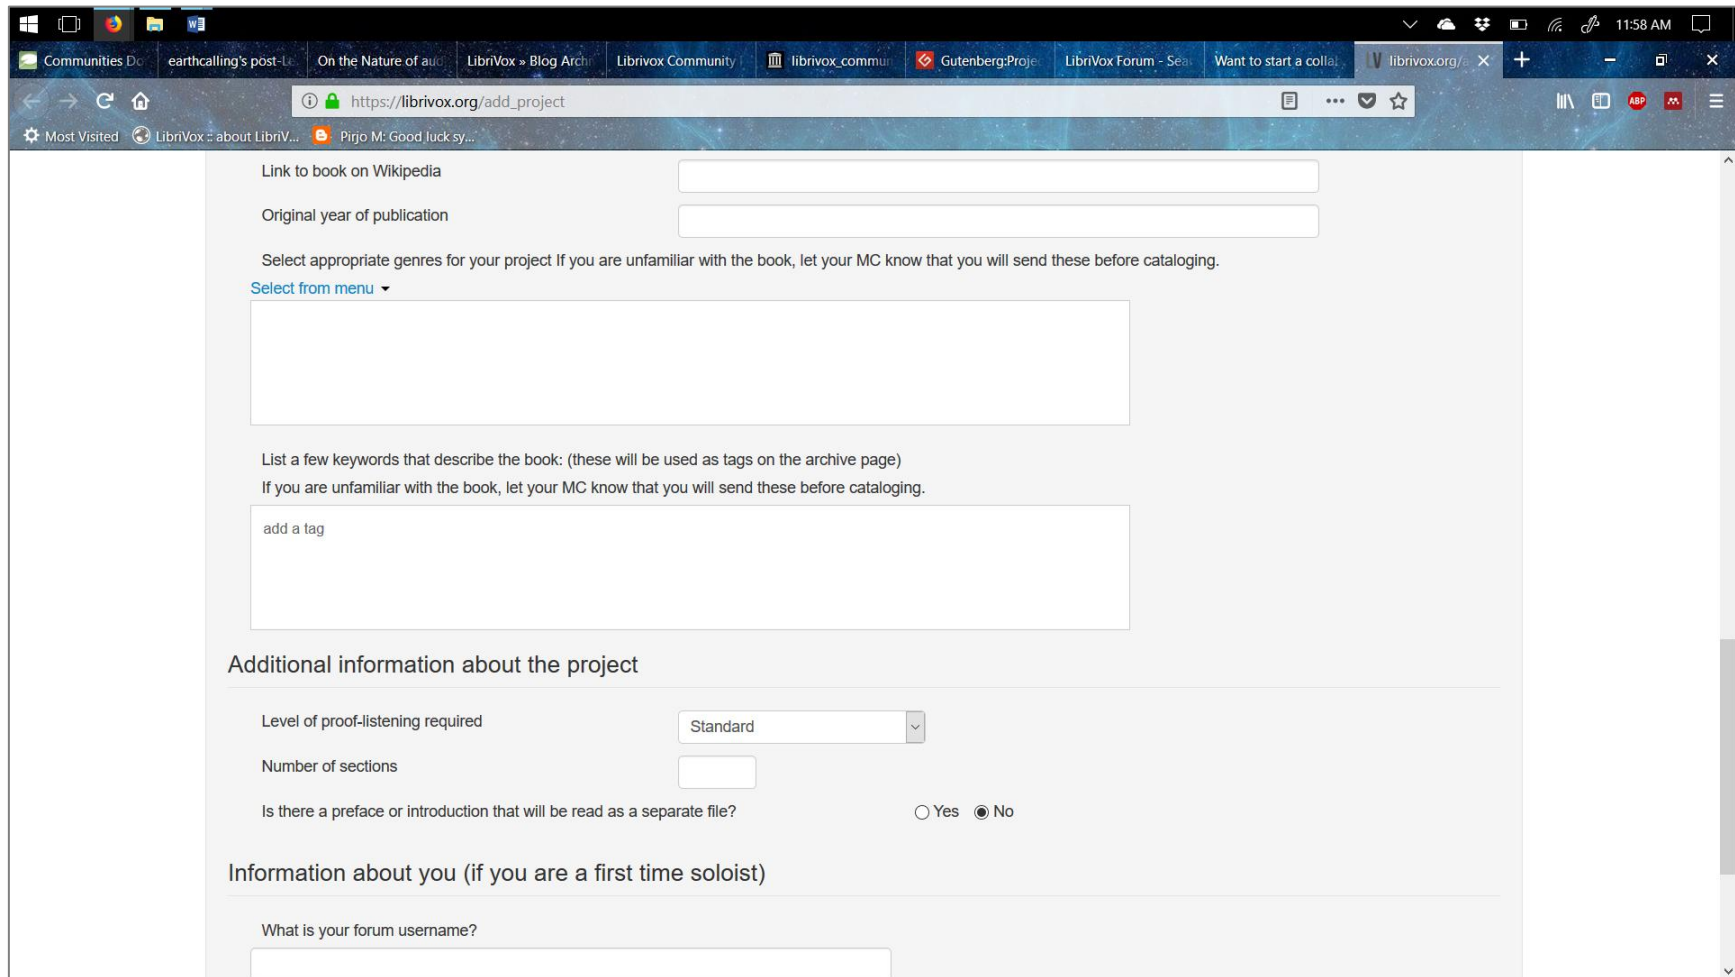 11:58 AM
Communities Do
earthcalling's post-Le
On the Nature of aud
LibriVox » Blog Archi
Librivox Community
librivox_commun
Gutenberg:Proje
LibriVox Forum - Sea
Want to start a collab
librivox.org/a
https://librivox.org/add_project
ABP
Most Visited
LibriVox :: about LibriV...
Pirjo M: Good luck sy...
Link to book on Wikipedia
Original year of publication
Select appropriate genres for your project If you are unfamiliar with the book, let your MC know that you will send these before cataloging.
Select from menu
List a few keywords that describe the book: (these will be used as tags on the archive page)
If you are unfamiliar with the book, let your MC know that you will send these before cataloging.
add a tag
Additional information about the project
Level of proof-listening required
Standard
Number of sections
Is there a preface or introduction that will be read as a separate file?
Yes No
Information about you (if you are a first time soloist)
What is your forum username?